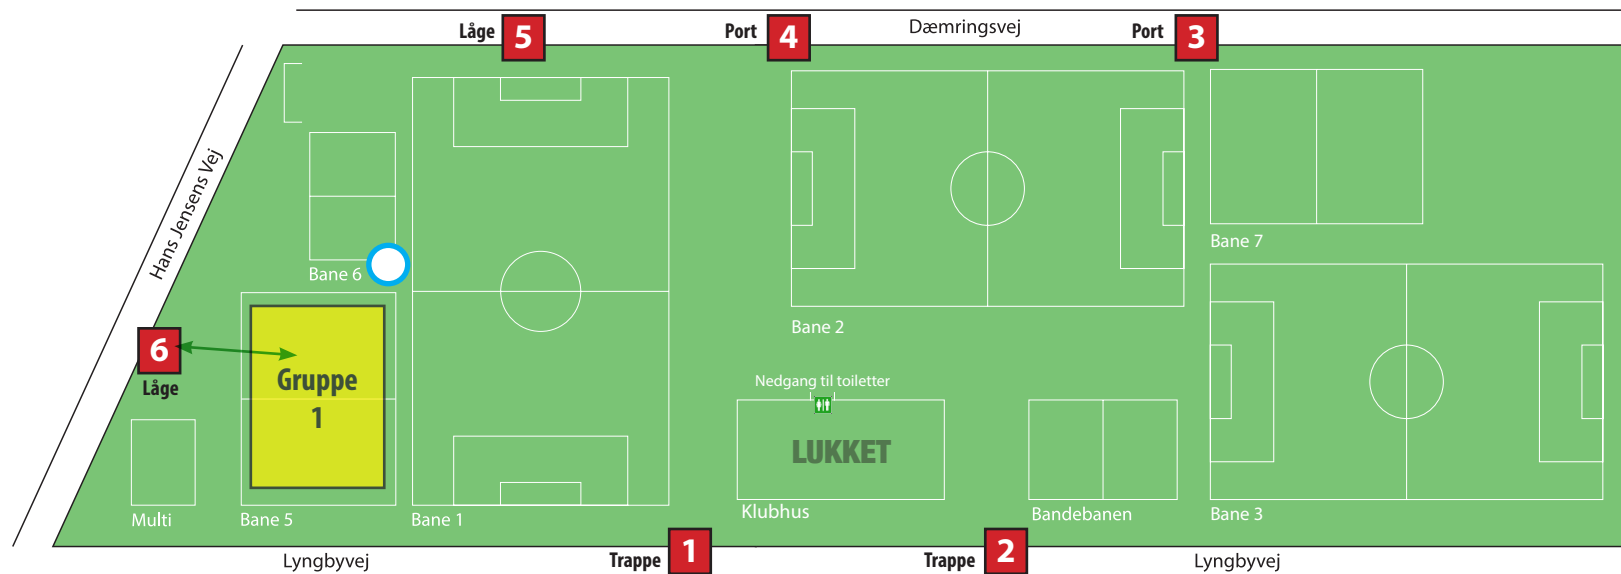 Låge 5
Port 4
Dæmringsvej
Port 3
Hans Jensens Vej
Bane 6
Bane 7
Bane 2
6
Låge
Gruppe
1
Nedgang til toiletter
LUKKET
Multi
Bane 5
Bane 1
Klubhus
Bandebanen
Bane 3
Lyngbyvej
Trappe 1
Trappe 2
Lyngbyvej